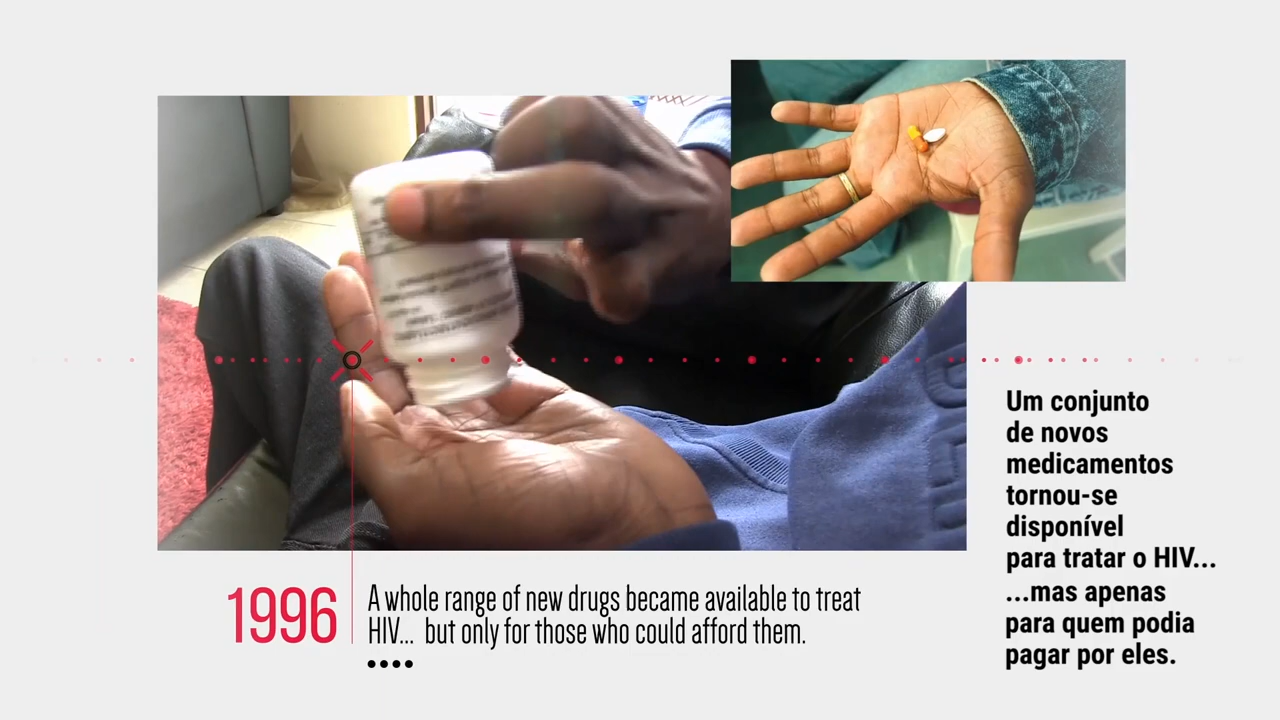 1996
A whole range of new drugs became available to treat
HIV... but only for those who could afford them.
Um conjunto
de novos
medicamentos
tornou-se
disponível
para tratar o HIV...
...mas apenas
para quem podia
pagar por eles.